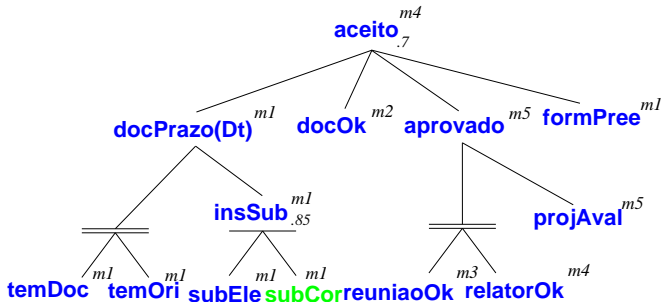 aceito m4 .7
docPrazo(Dt) m1 docOk m2 aprovado m5 formPree m1
insSub m1 .85 projAval m5
temDoc m1 temOri m1 subEle m1 subCor m1 reuniaoOk m3 relatorOk m4